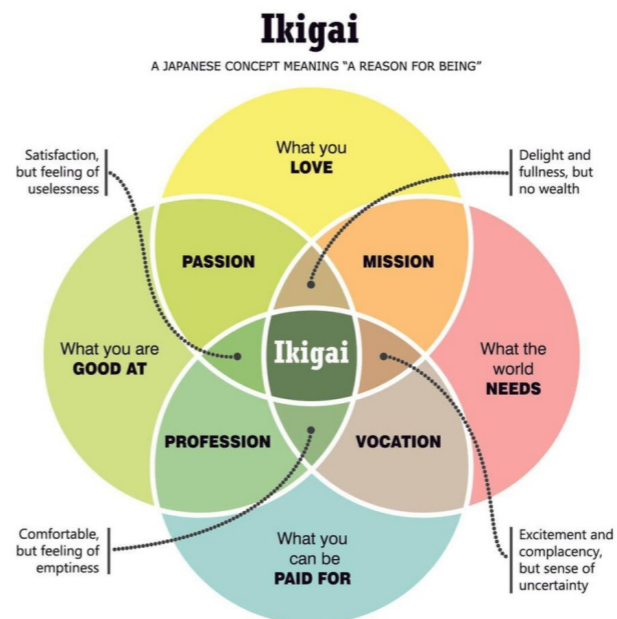 Ikigai
A JAPANESE CONCEPT MEANING “A REASON FOR BEING”
What you
LOVE
Satisfaction,
but feeling of
uselessness
Delight and
fullness, but
no wealth
PASSION
MISSION
What you are
GOOD AT
Ikigai
What the
world
NEEDS
PROFESSION
VOCATION
What you
can be
PAID FOR
Comfortable,
but feeling of
emptiness
Excitement and
complacency,
but sense of
uncertainty